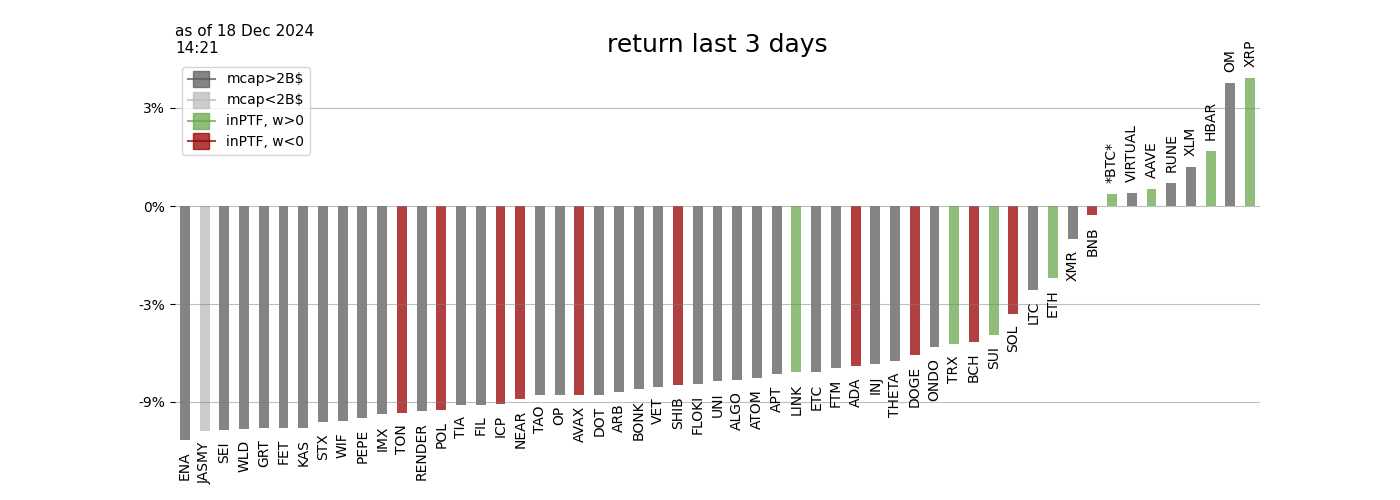 as of 18 Dec 2024
14:21
return last 3 days
mcap>2B$
mcap<2B$
inPTF, w>0
inPTF, w<0
3%
0%
-3%
-9%
ENA
JASMY
SEI
WLD
GRT
FET
KAS
STX
WIF
PEPE
IMX
TON
RENDER
POL
TIA
FIL
ICP
NEAR
TAO
OP
AVAX
DOT
ARB
BONK
VET
SHIB
FLOKI
UNI
ALGO
ATOM
APT
LINK
ETC
FTM
ADA
INJ
THETA
DOGE
ONDO
TRX
BCH
SUI
SOL
LTC
ETH
XMR
BNB
*BTC*
VIRTUAL
AAVE
RUNE
XLM
HBAR
OM
XRP